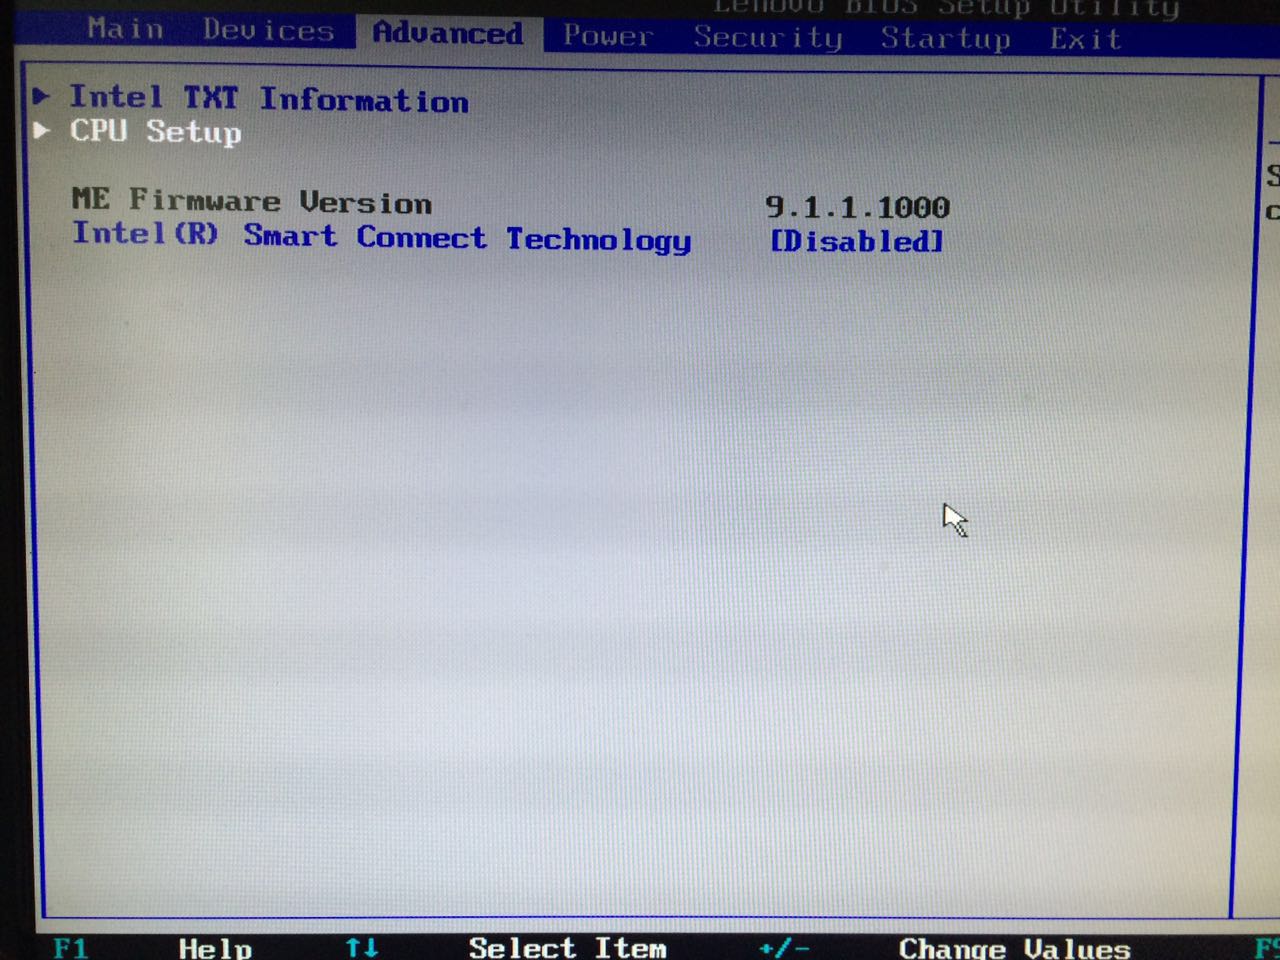 Lenovo BIOS Setup Utility
Main Devices Advanced Power Security Startup Exit
Intel TXT Information
CPU Setup
ME Firmware Version 9.1.1.1000
Intel(R) Smart Connect Technology [Disabled]
F1 Help ↑↓ Select Item +/- Change Values